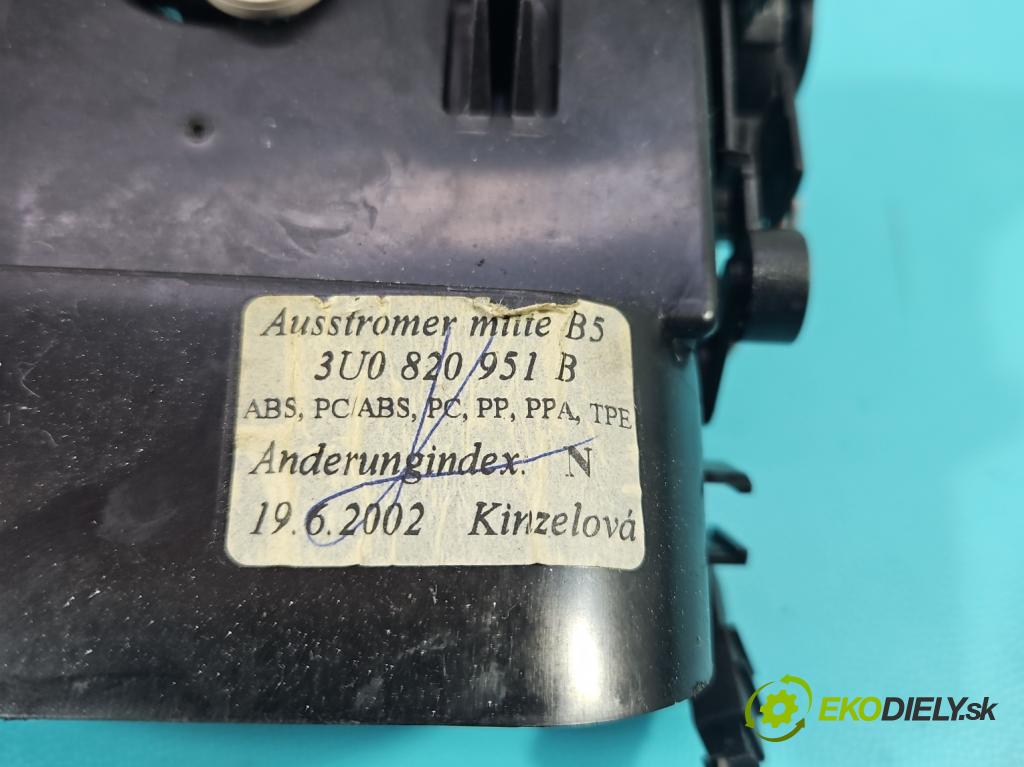 Ausstromer mitte B5
3U0 820 951 B
ABS, PC/ABS, PC, PP, PPA, TPE
Anderungindex: N
19.6.2002 Kinzelová
EKODIELY.sk